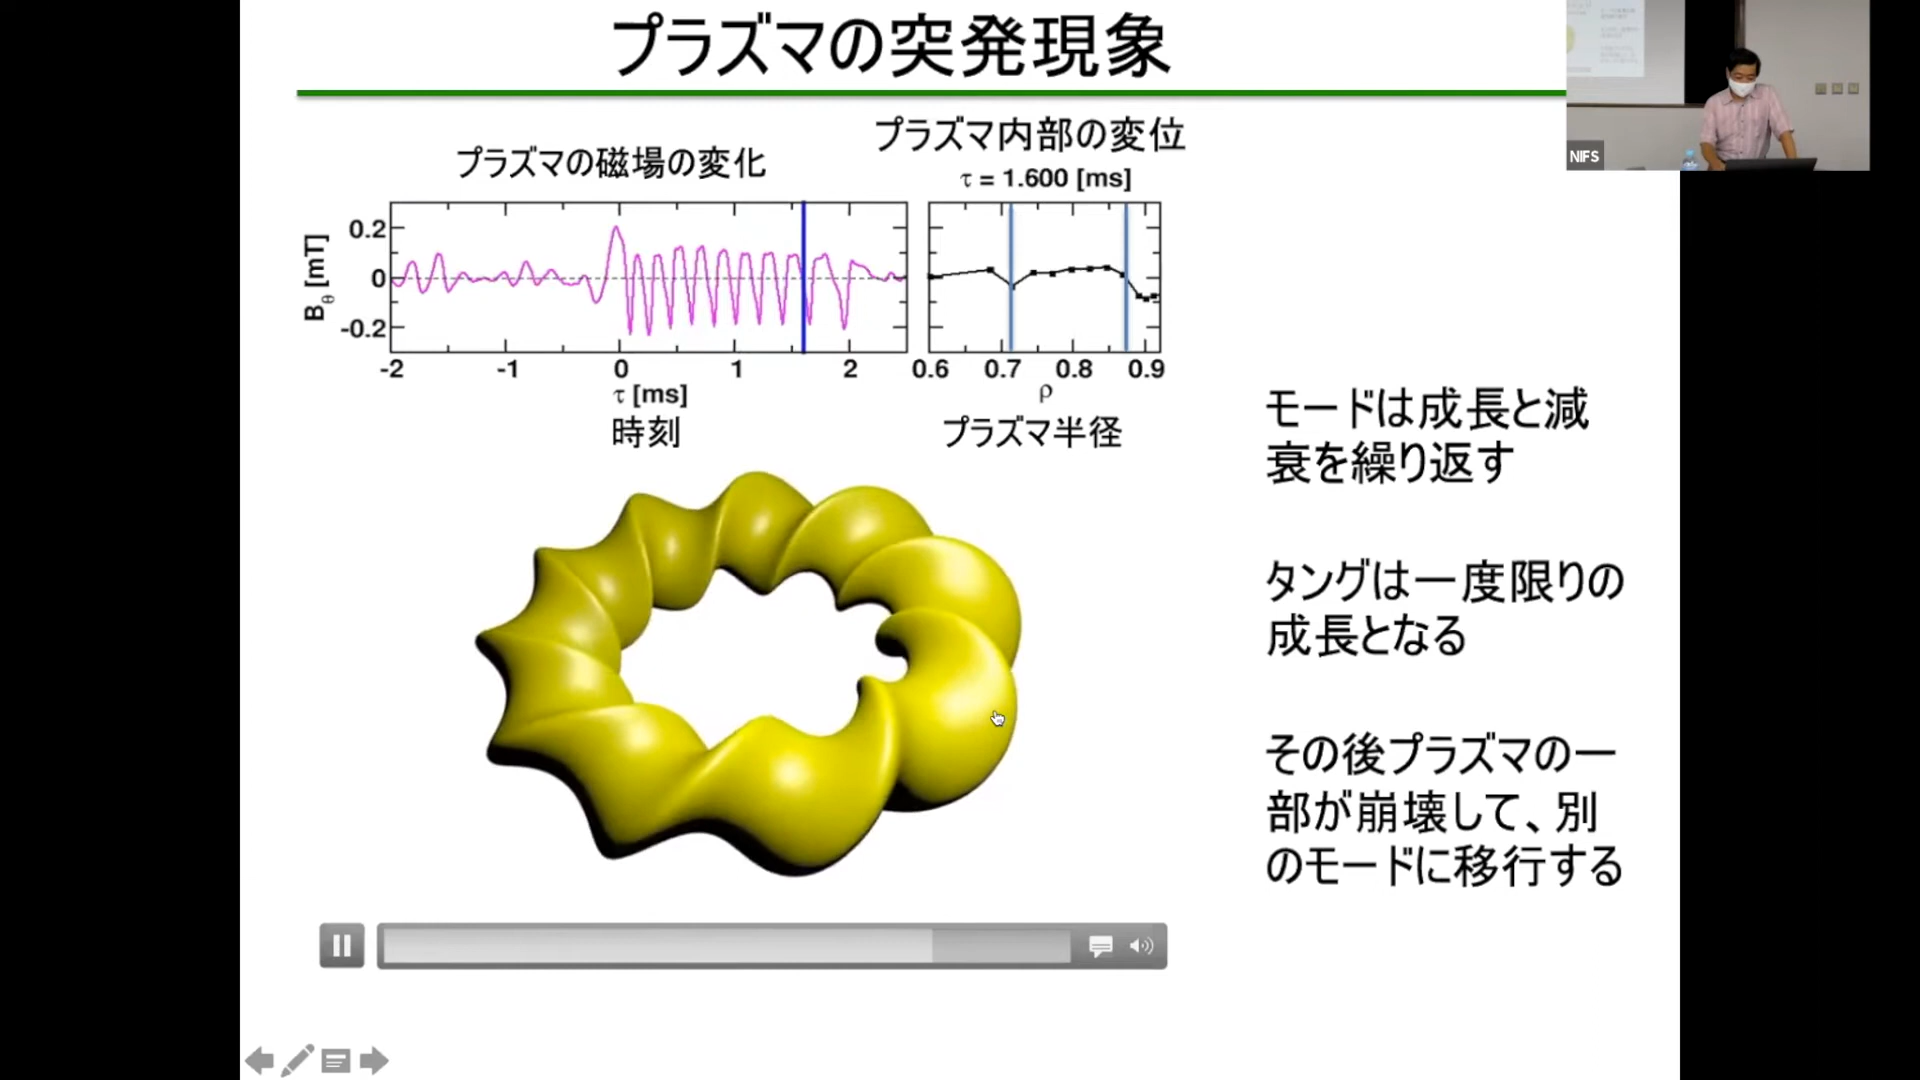 プラズマの突発現象
NIFS
プラズマの磁場の変化
プラズマ内部の変位
τ = 1.600 [ms]
Bθ [mT]
0.2
0
-0.2
-2
-1
0
1
2
τ [ms]
時刻
0.6
0.7
0.8
0.9
ρ
プラズマ半径
モードは成長と減
衰を繰り返す
タングは一度限りの
成長となる
その後プラズマの一
部が崩壊して、別
のモードに移行する